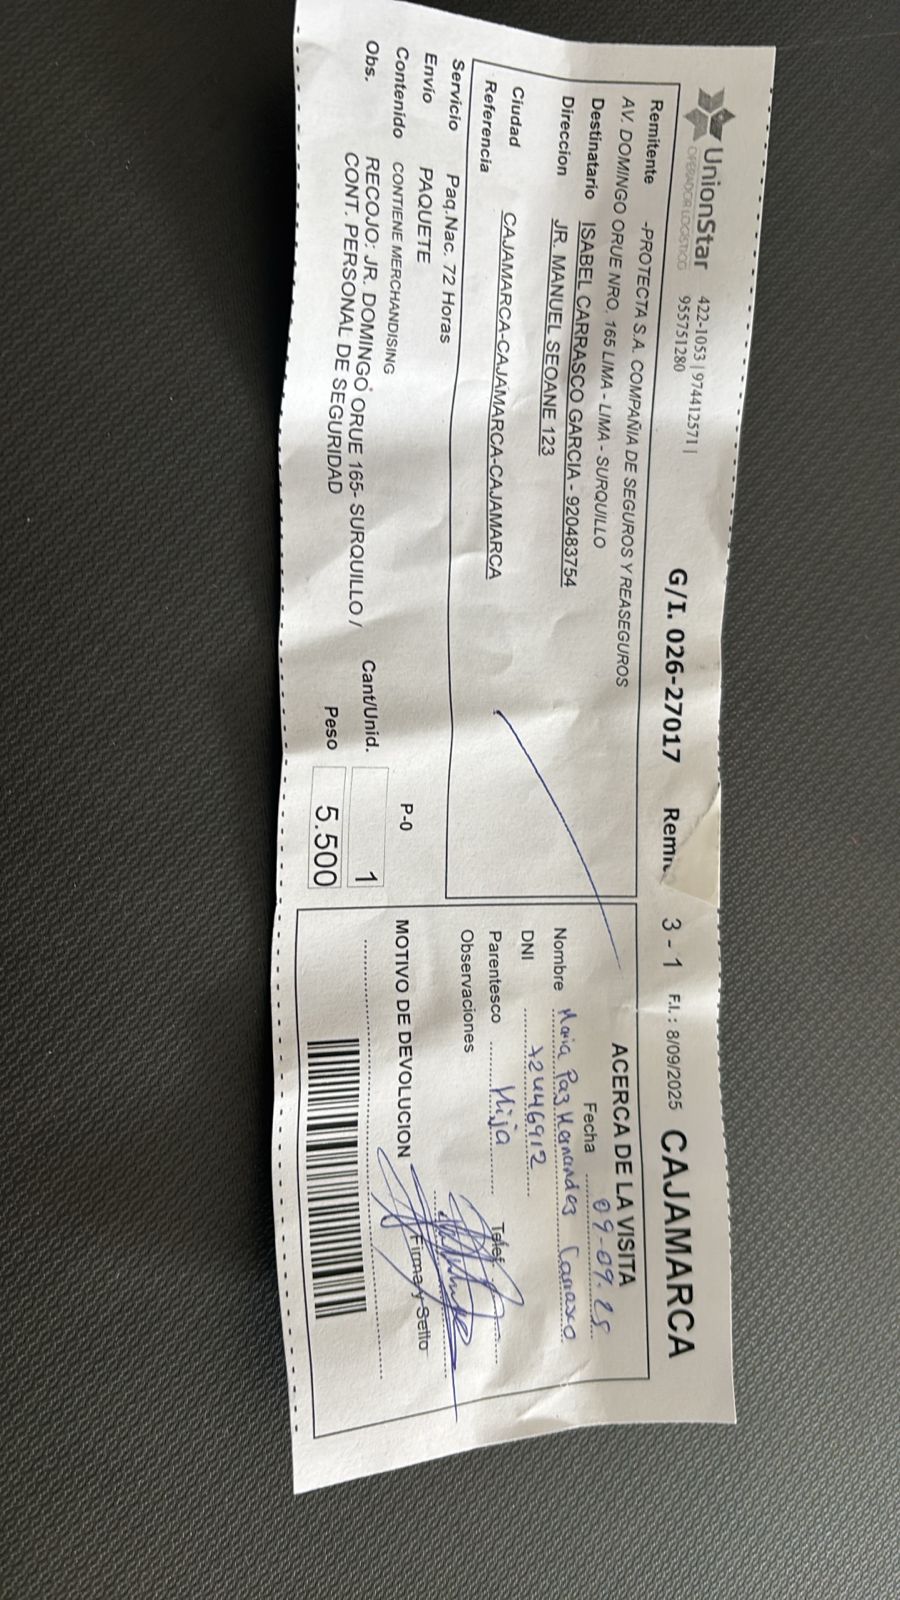 UnionStar
OPERADOR LOGISTICO
422-1053 | 974412571 |
955751280
G/I. 026-27017
3 - 1
F.I.: 8/09/2025
CAJAMARCA
Remitente -PROTECTA S.A. COMPAÑIA DE SEGUROS Y REASEGUROS
AV. DOMINGO ORUE NRO. 165 LIMA - LIMA - SURQUILLO
Destinatario ISABEL CARRASCO GARCIA - 920483754
Direccion JR. MANUEL SEOANE 123
Ciudad CAJAMARCA-CAJAMARCA-CAJAMARCA
Referencia
Servicio Paq.Nac. 72 Horas
Envío PAQUETE
Contenido CONTIENE MERCHANDISING
Obs. RECOJO: JR. DOMINGO ORUE 165- SURQUILLO /
CONT. PERSONAL DE SEGURIDAD
P-0
Cant/Unid. 1
Peso 5.500
ACERCA DE LA VISITA
Fecha 09-09-25
Nombre Maria Paz Hernandes Carrasco
DNI 72446912
Parentesco Hija
Telef.
Observaciones
Firma y Sello
MOTIVO DE DEVOLUCION